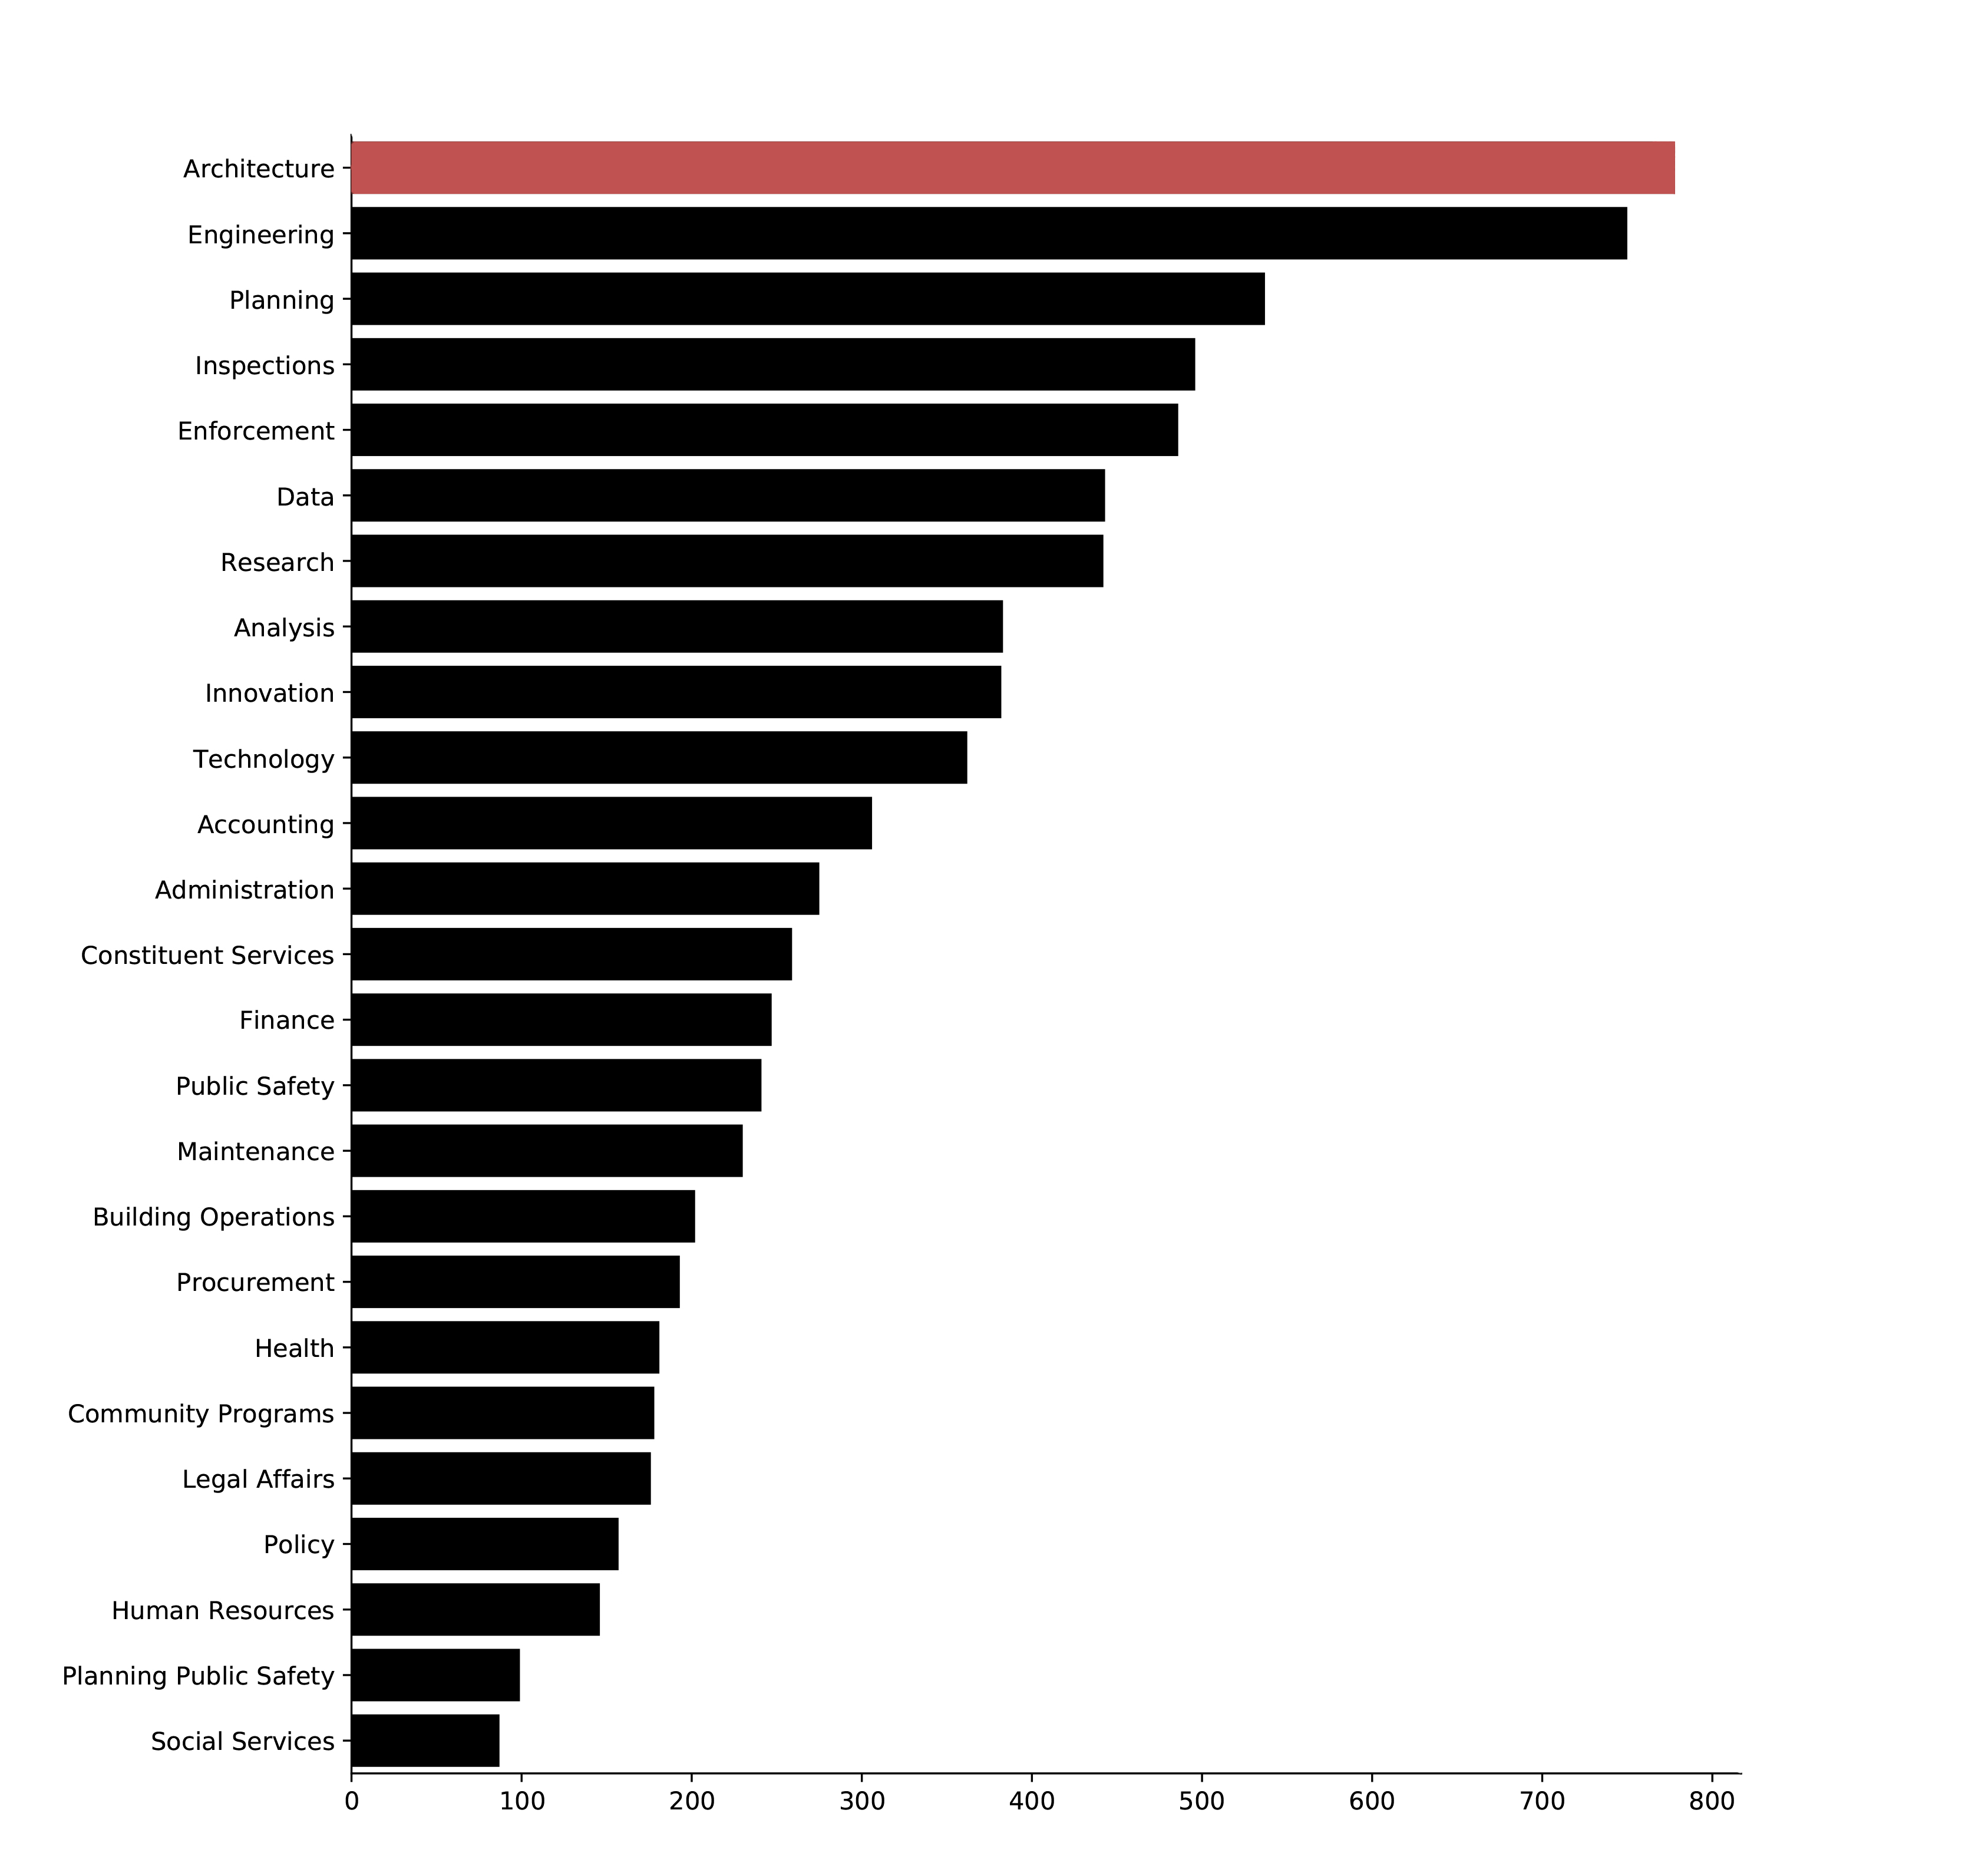 Architecture
Engineering
Planning
Inspections
Enforcement
Data
Research
Analysis
Innovation
Technology
Accounting
Administration
Constituent Services
Finance
Public Safety
Maintenance
Building Operations
Procurement
Health
Community Programs
Legal Affairs
Policy
Human Resources
Planning Public Safety
Social Services
0 100 200 300 400 500 600 700 800